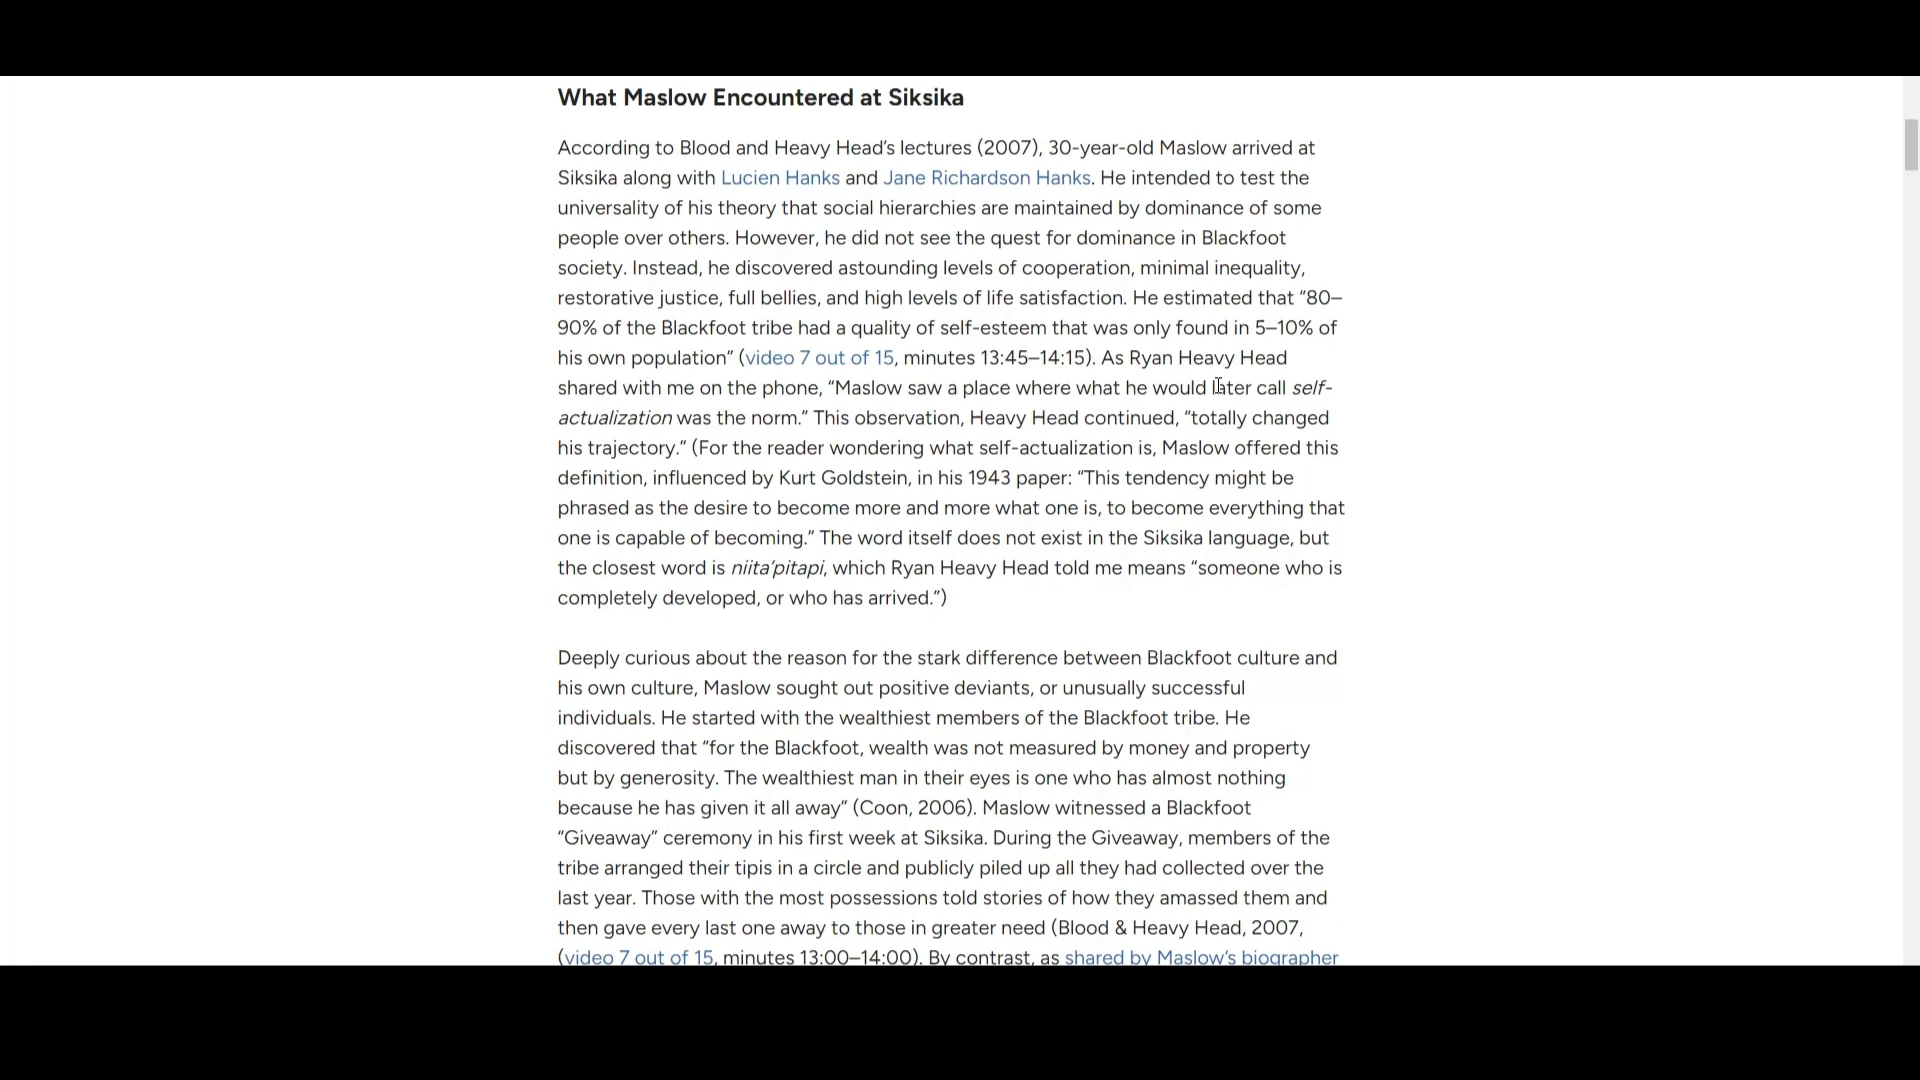 What Maslow Encountered at Siksika
According to Blood and Heavy Head’s lectures (2007), 30-year-old Maslow arrived at
Siksika along with Lucien Hanks and Jane Richardson Hanks. He intended to test the
universality of his theory that social hierarchies are maintained by dominance of some
people over others. However, he did not see the quest for dominance in Blackfoot
society. Instead, he discovered astounding levels of cooperation, minimal inequality,
restorative justice, full bellies, and high levels of life satisfaction. He estimated that “80–
90% of the Blackfoot tribe had a quality of self-esteem that was only found in 5–10% of
his own population” (video 7 out of 15, minutes 13:45–14:15). As Ryan Heavy Head
shared with me on the phone, “Maslow saw a place where what he would later call self-
actualization was the norm.” This observation, Heavy Head continued, “totally changed
his trajectory.” (For the reader wondering what self-actualization is, Maslow offered this
definition, influenced by Kurt Goldstein, in his 1943 paper: “This tendency might be
phrased as the desire to become more and more what one is, to become everything that
one is capable of becoming.” The word itself does not exist in the Siksika language, but
the closest word is niita’pitapi, which Ryan Heavy Head told me means “someone who is
completely developed, or who has arrived.”)
Deeply curious about the reason for the stark difference between Blackfoot culture and
his own culture, Maslow sought out positive deviants, or unusually successful
individuals. He started with the wealthiest members of the Blackfoot tribe. He
discovered that “for the Blackfoot, wealth was not measured by money and property
but by generosity. The wealthiest man in their eyes is one who has almost nothing
because he has given it all away” (Coon, 2006). Maslow witnessed a Blackfoot
“Giveaway” ceremony in his first week at Siksika. During the Giveaway, members of the
tribe arranged their tipis in a circle and publicly piled up all they had collected over the
last year. Those with the most possessions told stories of how they amassed them and
then gave every last one away to those in greater need (Blood & Heavy Head, 2007,
(video 7 out of 15, minutes 13:00–14:00). By contrast, as shared by Maslow’s biographer